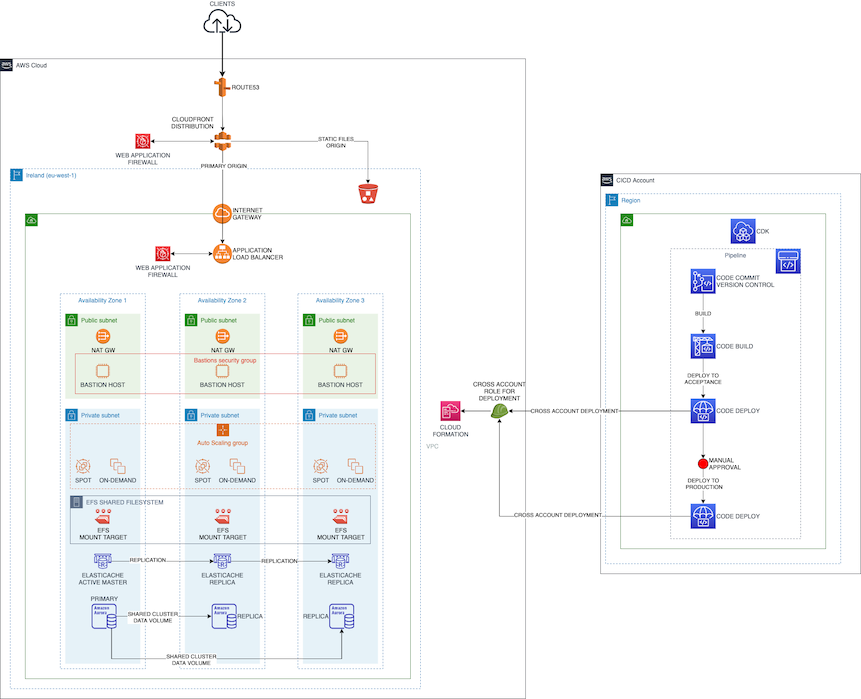 CLIENTS
aws
AWS Cloud
ROUTE53
CLOUDFRONT
DISTRIBUTION
STATIC FILES
ORIGIN
WEB APPLICATION
FIREWALL
PRIMARY ORIGIN
Ireland (eu-west-1)
INTERNET
GATEWAY
APPLICATION
LOAD BALANCER
WEB APPLICATION
FIREWALL
Availability Zone 1
Availability Zone 2
Availability Zone 3
Public subnet
Public subnet
Public subnet
NAT GW
NAT GW
NAT GW
Bastions security group
BASTION HOST
BASTION HOST
BASTION HOST
Private subnet
Private subnet
Private subnet
Auto Scaling group
SPOT
ON-DEMAND
SPOT
ON-DEMAND
SPOT
ON-DEMAND
EFS SHARED FILESYSTEM
EFS
MOUNT TARGET
EFS
MOUNT TARGET
EFS
MOUNT TARGET
REPLICATION
REPLICATION
ELASTICACHE
ACTIVE MASTER
ELASTICACHE
REPLICA
ELASTICACHE
REPLICA
PRIMARY
Amazon
Aurora
SHARED CLUSTER
DATA VOLUME
Amazon
Aurora
REPLICA
REPLICA
Amazon
Aurora
SHARED CLUSTER
DATA VOLUME
CROSS ACCOUNT
ROLE FOR
DEPLOYMENT
CLOUD
FORMATION
VPC
CROSS ACCOUNT DEPLOYMENT
CROSS ACCOUNT DEPLOYMENT
aws
CICD Account
Region
CDK
Pipeline
CODE COMMIT
VERSION CONTROL
BUILD
CODE BUILD
DEPLOY TO
ACCEPTANCE
CODE DEPLOY
MANUAL
APPROVAL
DEPLOY TO
PRODUCTION
CODE DEPLOY